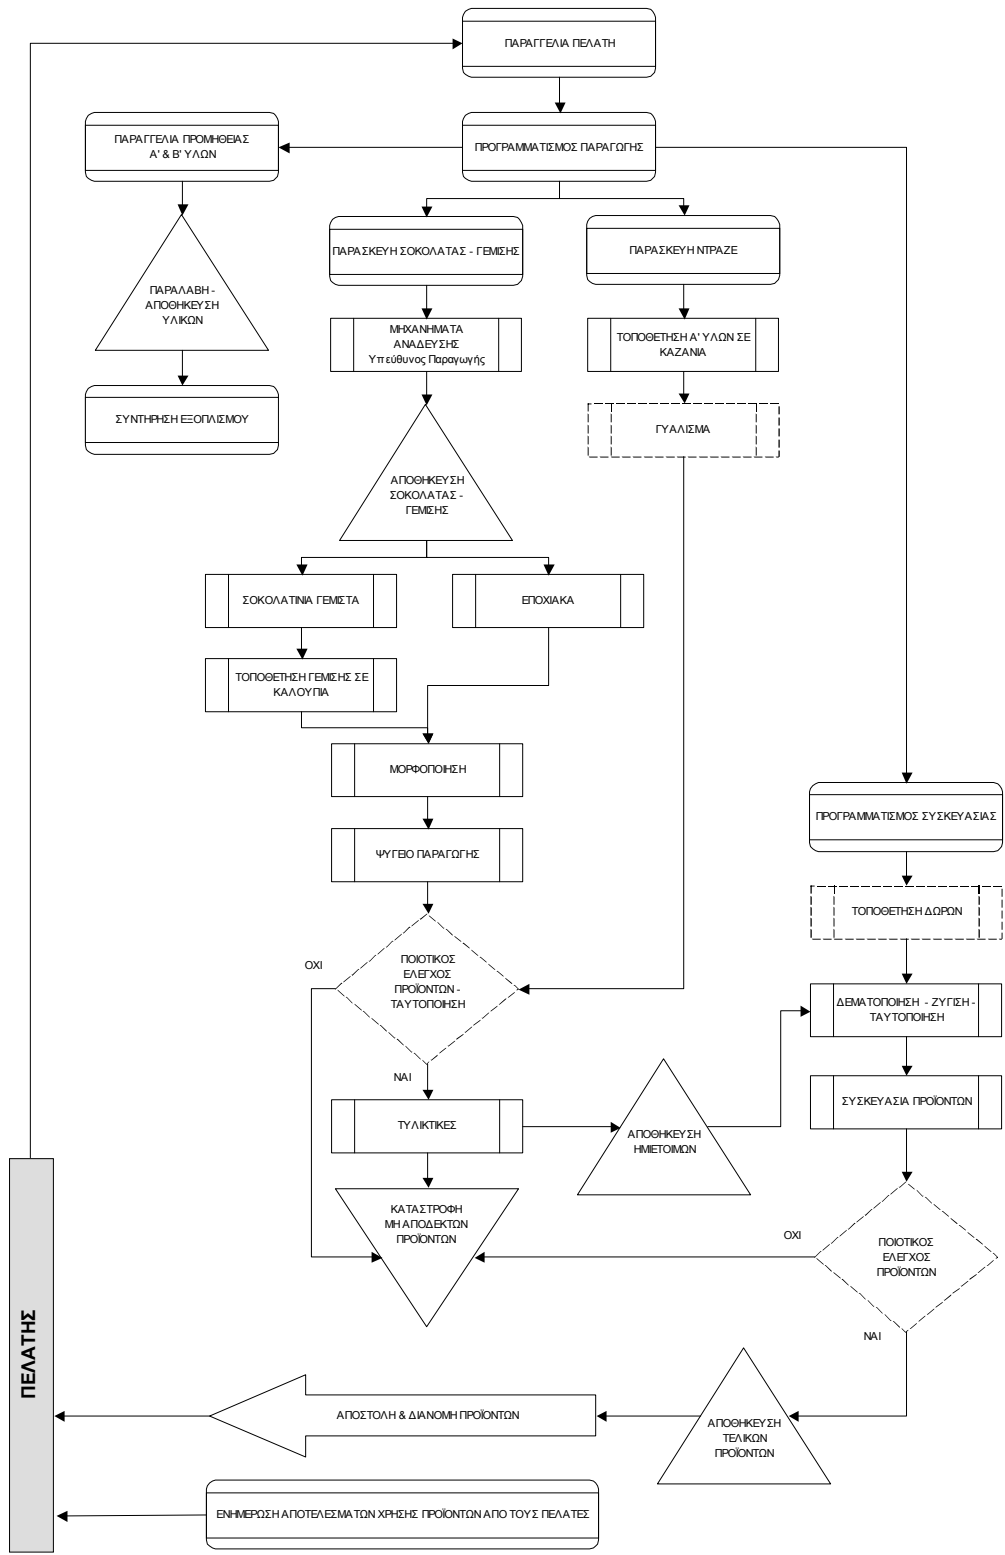 ΠΑΡΑΓΓΕΛΙΑ ΠΕΛΑΤΗ
ΠΑΡΑΓΓΕΛΙΑ ΠΡΟΜΗΘΕΙΑΣ
Α' & Β' ΥΛΩΝ
ΠΡΟΓΡΑΜΜΑΤΙΣΜΟΣ ΠΑΡΑΓΩΓΗΣ
ΠΑΡΑΣΚΕΥΗ ΣΟΚΟΛΑΤΑΣ - ΓΕΜΙΣΗΣ
ΠΑΡΑΣΚΕΥΗ ΝΤΡΑΖΕ
ΠΑΡΑΛΑΒΗ -
ΑΠΟΘΗΚΕΥΣΗ
ΥΛΙΚΩΝ
ΜΗΧΑΝΗΜΑΤΑ
ΑΝΑΔΕΥΣΗΣ
Υπεύθυνος Παραγωγής
ΤΟΠΟΘΕΤΗΣΗ Α' ΥΛΩΝ ΣΕ
ΚΑΖΑΝΙΑ
ΣΥΝΤΗΡΗΣΗ ΕΞΟΠΛΙΣΜΟΥ
ΓΥΑΛΙΣΜΑ
ΑΠΟΘΗΚΕΥΣΗ
ΣΟΚΟΛΑΤΑΣ -
ΓΕΜΙΣΗΣ
ΣΟΚΟΛΑΤΙΝΙΑ ΓΕΜΙΣΤΑ
ΕΠΟΧΙΑΚΑ
ΤΟΠΟΘΕΤΗΣΗ ΓΕΜΙΣΗΣ ΣΕ
ΚΑΛΟΥΠΙΑ
ΜΟΡΦΟΠΟΙΗΣΗ
ΨΥΓΕΙΟ ΠΑΡΑΓΩΓΗΣ
ΠΡΟΓΡΑΜΜΑΤΙΣΜΟΣ ΣΥΣΚΕΥΑΣΙΑΣ
ΤΟΠΟΘΕΤΗΣΗ ΔΩΡΩΝ
ΟΧΙ
ΠΟΙΟΤΙΚΟΣ
ΕΛΕΓΧΟΣ
ΠΡΟΪΟΝΤΩΝ -
ΤΑΥΤΟΠΟΙΗΣΗ
ΔΕΜΑΤΟΠΟΙΗΣΗ - ΖΥΓΙΣΗ -
ΤΑΥΤΟΠΟΙΗΣΗ
ΝΑΙ
ΣΥΣΚΕΥΑΣΙΑ ΠΡΟΪΟΝΤΩΝ
ΤΥΛΙΚΤΙΚΕΣ
ΑΠΟΘΗΚΕΥΣΗ
ΗΜΙΕΤΟΙΜΩΝ
ΚΑΤΑΣΤΡΟΦΗ
ΜΗ ΑΠΟΔΕΚΤΩΝ
ΠΡΟΪΟΝΤΩΝ
ΟΧΙ
ΠΟΙΟΤΙΚΟΣ
ΕΛΕΓΧΟΣ
ΠΡΟΪΟΝΤΩΝ
ΝΑΙ
ΠΕΛΑΤΗΣ
ΑΠΟΣΤΟΛΗ & ΔΙΑΝΟΜΗ ΠΡΟΪΟΝΤΩΝ
ΑΠΟΘΗΚΕΥΣΗ
ΤΕΛΙΚΩΝ
ΠΡΟΪΟΝΤΩΝ
ΕΝΗΜΕΡΩΣΗ ΑΠΟΤΕΛΕΣΜΑΤΩΝ ΧΡΗΣΗΣ ΠΡΟΪΟΝΤΩΝ ΑΠΟ ΤΟΥΣ ΠΕΛΑΤΕΣ